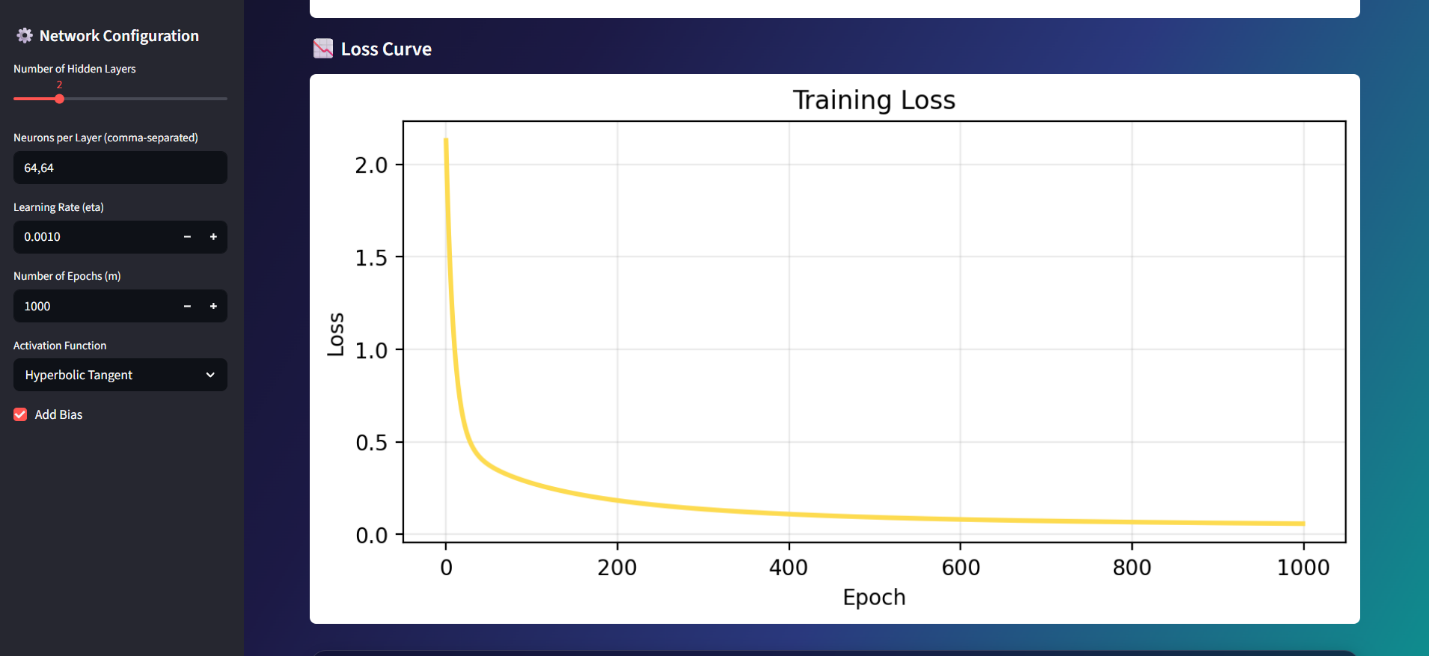 Network Configuration
Number of Hidden Layers
2
Neurons per Layer (comma-separated)
64,64
Learning Rate (eta)
0.0010
− +
Number of Epochs (m)
1000
− +
Activation Function
Hyperbolic Tangent
Add Bias
Loss Curve
Training Loss
2.0
1.5
1.0
0.5
0.0
Loss
0 200 400 600 800 1000
Epoch